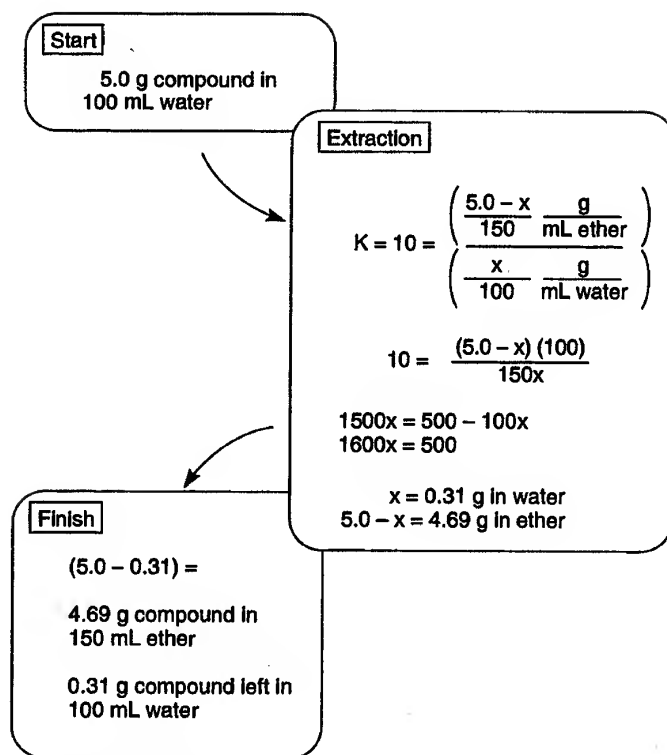 Start
5.0 g compound in
100 mL water
Extraction
K = 10 = ( (5.0 – x)/150 g/mL ether ) / ( x/100 g/mL water )
10 = (5.0 – x) (100) / 150x
1500x = 500 – 100x
1600x = 500
x = 0.31 g in water
5.0 – x = 4.69 g in ether
Finish
(5.0 – 0.31) =
4.69 g compound in
150 mL ether
0.31 g compound left in
100 mL water